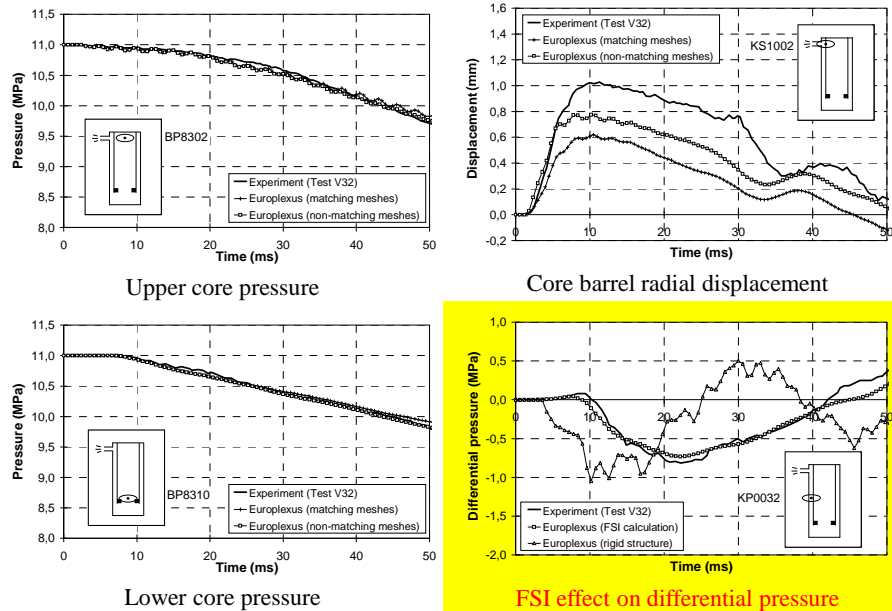 11,5
11,0
10,5
10,0
9,5
9,0
8,5
8,0
Pressure (MPa)
BP8302
Experiment (Test V32)
Europlexus (matching meshes)
Europlexus (non-matching meshes)
0 10 20 30 40 50
Time (ms)
Upper core pressure
1,6
1,4
1,2
1,0
0,8
0,6
0,4
0,2
0,0
-0,2
Displacement (mm)
Experiment (Test V32)
Europlexus (matching meshes)
Europlexus (non-matching meshes)
KS1002
0 10 20 30 40 50
Time (ms)
Core barrel radial displacement
11,5
11,0
10,5
10,0
9,5
9,0
8,5
8,0
Pressure (MPa)
BP8310
Experiment (Test V32)
Europlexus (matching meshes)
Europlexus (non-matching meshes)
0 10 20 30 40 50
Time (ms)
Lower core pressure
1,0
0,5
0,0
-0,5
-1,0
-1,5
-2,0
Differential pressure (MPa)
0 10 20 30 40 50
KP0032
Experiment (Test V32)
Europlexus (FSI calculation)
Europlexus (rigid structure)
Time (ms)
FSI effect on differential pressure